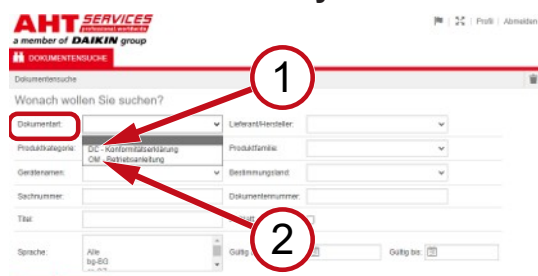 AHT SERVICES
professional worldwide
a member of DAIKIN group
Profil | Abmelden
DOKUMENTENSUCHE
Dokumentensuche
1
Wonach wollen Sie suchen?
Dokumentart: Lieferant/Hersteller:
Produktkategorie: DC - Konformitätserklärung Produktfamilie:
OM - Betriebsanleitung
Gerätenamen: Bestimmungsland:
Sachnummer: Dokumentennummer:
Titel:
2
Sprache: Alle Gültig Gültig bis:
bg-BG